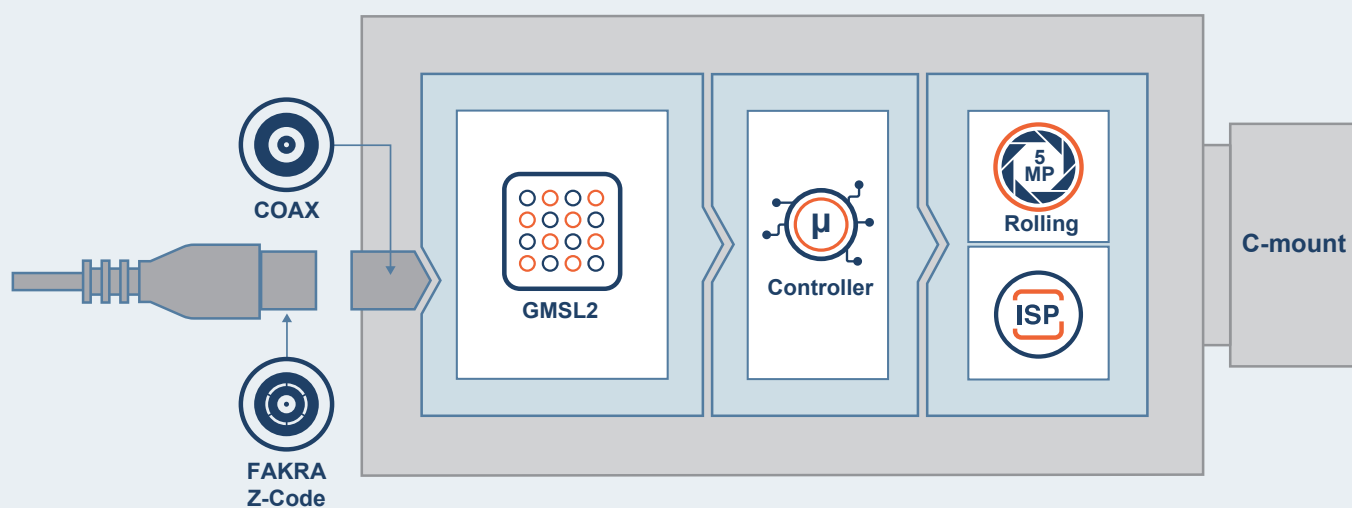 COAX
FAKRA
Z-Code
GMSL2
µ
Controller
5
MP
Rolling
ISP
C-mount